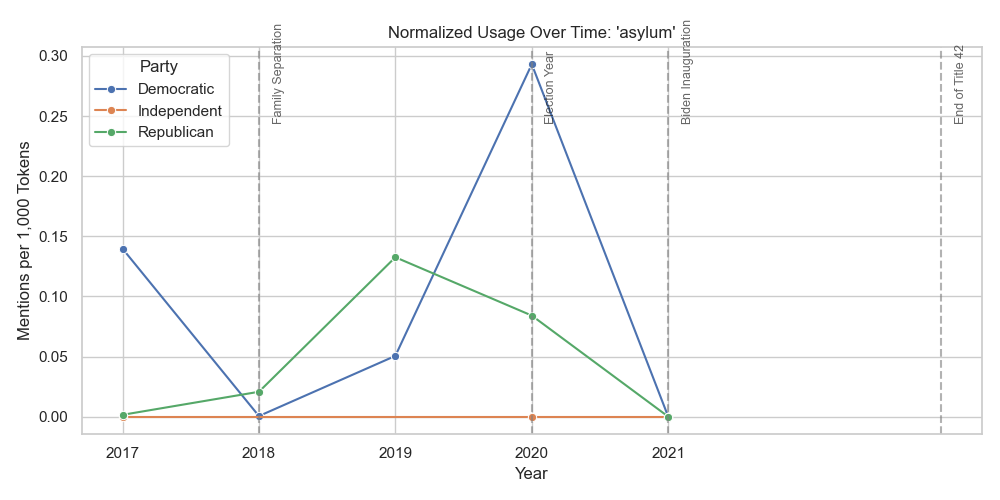 Normalized Usage Over Time: 'asylum'
Party
Democratic
Independent
Republican
Family Separation
Election Year
Biden Inauguration
End of Title 42
Mentions per 1,000 Tokens
0.30
0.25
0.20
0.15
0.10
0.05
0.00
2017 2018 2019 2020 2021
Year